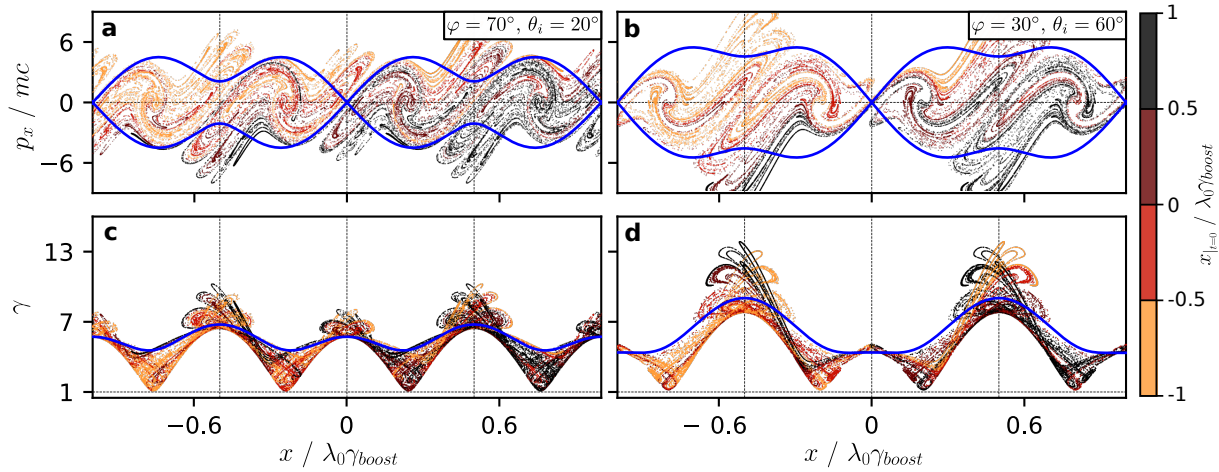 a
φ = 70°, θi = 20°
b
φ = 30°, θi = 60°
1
6
0
−6
px / mc
0.5
0
-0.5
-1
x|t=0 / λ0γboost
c
d
13
7
1
γ
− 0.6 0 0.6
− 0.6 0 0.6
x / λ0γboost
x / λ0γboost